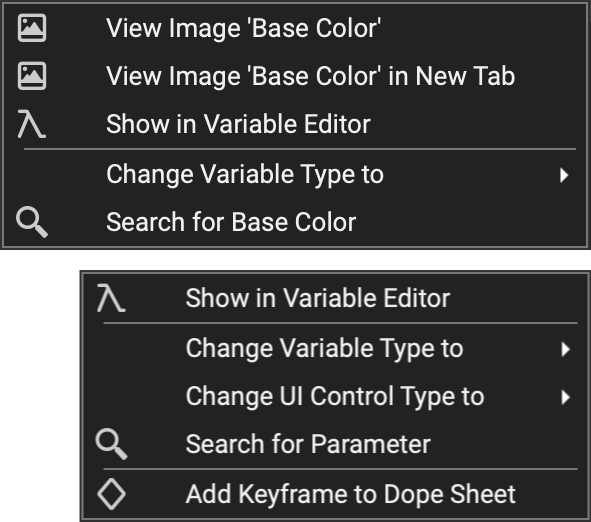 View Image 'Base Color'
View Image 'Base Color' in New Tab
Show in Variable Editor
Change Variable Type to
Search for Base Color
Show in Variable Editor
Change Variable Type to
Change UI Control Type to
Search for Parameter
Add Keyframe to Dope Sheet